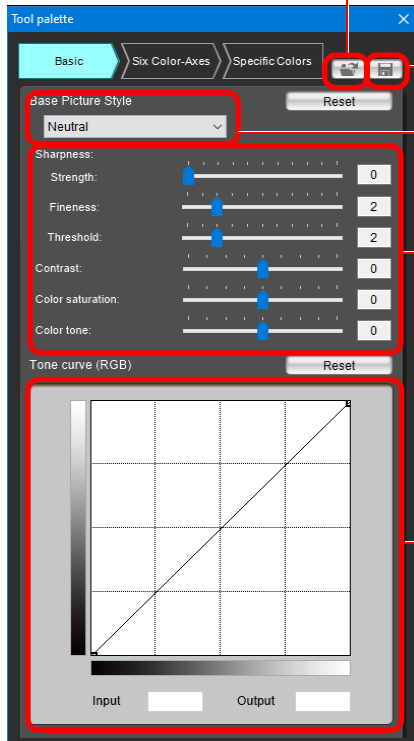 Tool palette
Basic Six Color-Axes Specific Colors
Base Picture Style Reset
Neutral
Sharpness:
Strength: 0
Fineness: 2
Threshold: 2
Contrast: 0
Color saturation: 0
Color tone: 0
Tone curve (RGB) Reset
Input Output